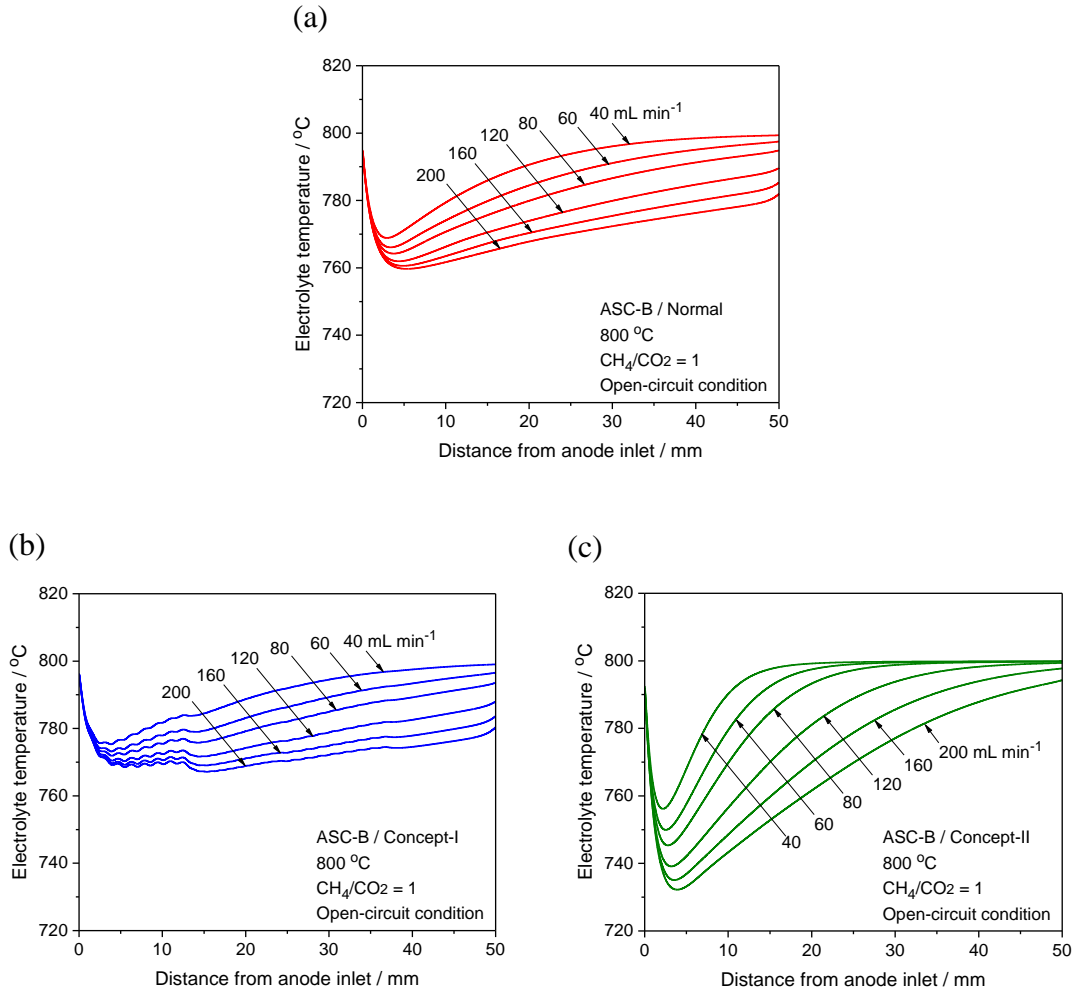 (a)
820
800
780
760
740
720
Electrolyte temperature / °C
40 mL min⁻¹
60
80
120
160
200
ASC-B / Normal
800 °C
CH₄/CO₂ = 1
Open-circuit condition
0
10
20
30
40
50
Distance from anode inlet / mm
(b)
820
800
780
760
740
720
Electrolyte temperature / °C
40 mL min⁻¹
60
80
120
160
200
ASC-B / Concept-I
800 °C
CH₄/CO₂ = 1
Open-circuit condition
0
10
20
30
40
50
Distance from anode inlet / mm
(c)
820
800
780
760
740
720
Electrolyte temperature / °C
200 mL min⁻¹
160
120
80
60
40
ASC-B / Concept-II
800 °C
CH₄/CO₂ = 1
Open-circuit condition
0
10
20
30
40
50
Distance from anode inlet / mm